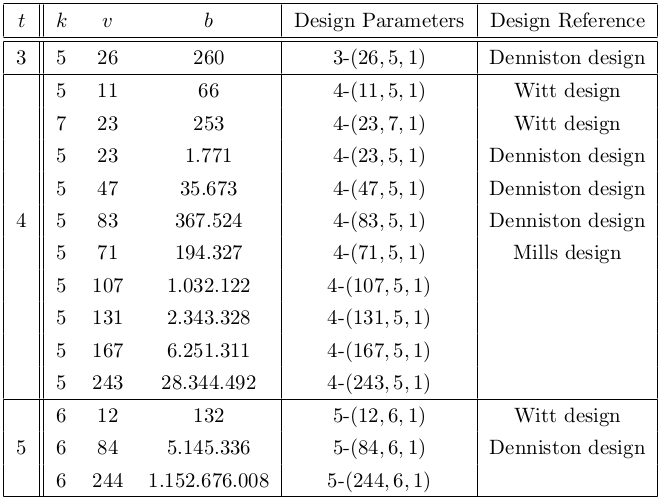 t k v b Design Parameters Design Reference
3 5 26 260 3-(26, 5, 1) Denniston design
5 11 66 4-(11, 5, 1) Witt design
7 23 253 4-(23, 7, 1) Witt design
5 23 1.771 4-(23, 5, 1) Denniston design
5 47 35.673 4-(47, 5, 1) Denniston design
4 5 83 367.524 4-(83, 5, 1) Denniston design
5 71 194.327 4-(71, 5, 1) Mills design
5 107 1.032.122 4-(107, 5, 1)
5 131 2.343.328 4-(131, 5, 1)
5 167 6.251.311 4-(167, 5, 1)
5 243 28.344.492 4-(243, 5, 1)
6 12 132 5-(12, 6, 1) Witt design
5 6 84 5.145.336 5-(84, 6, 1) Denniston design
6 244 1.152.676.008 5-(244, 6, 1)